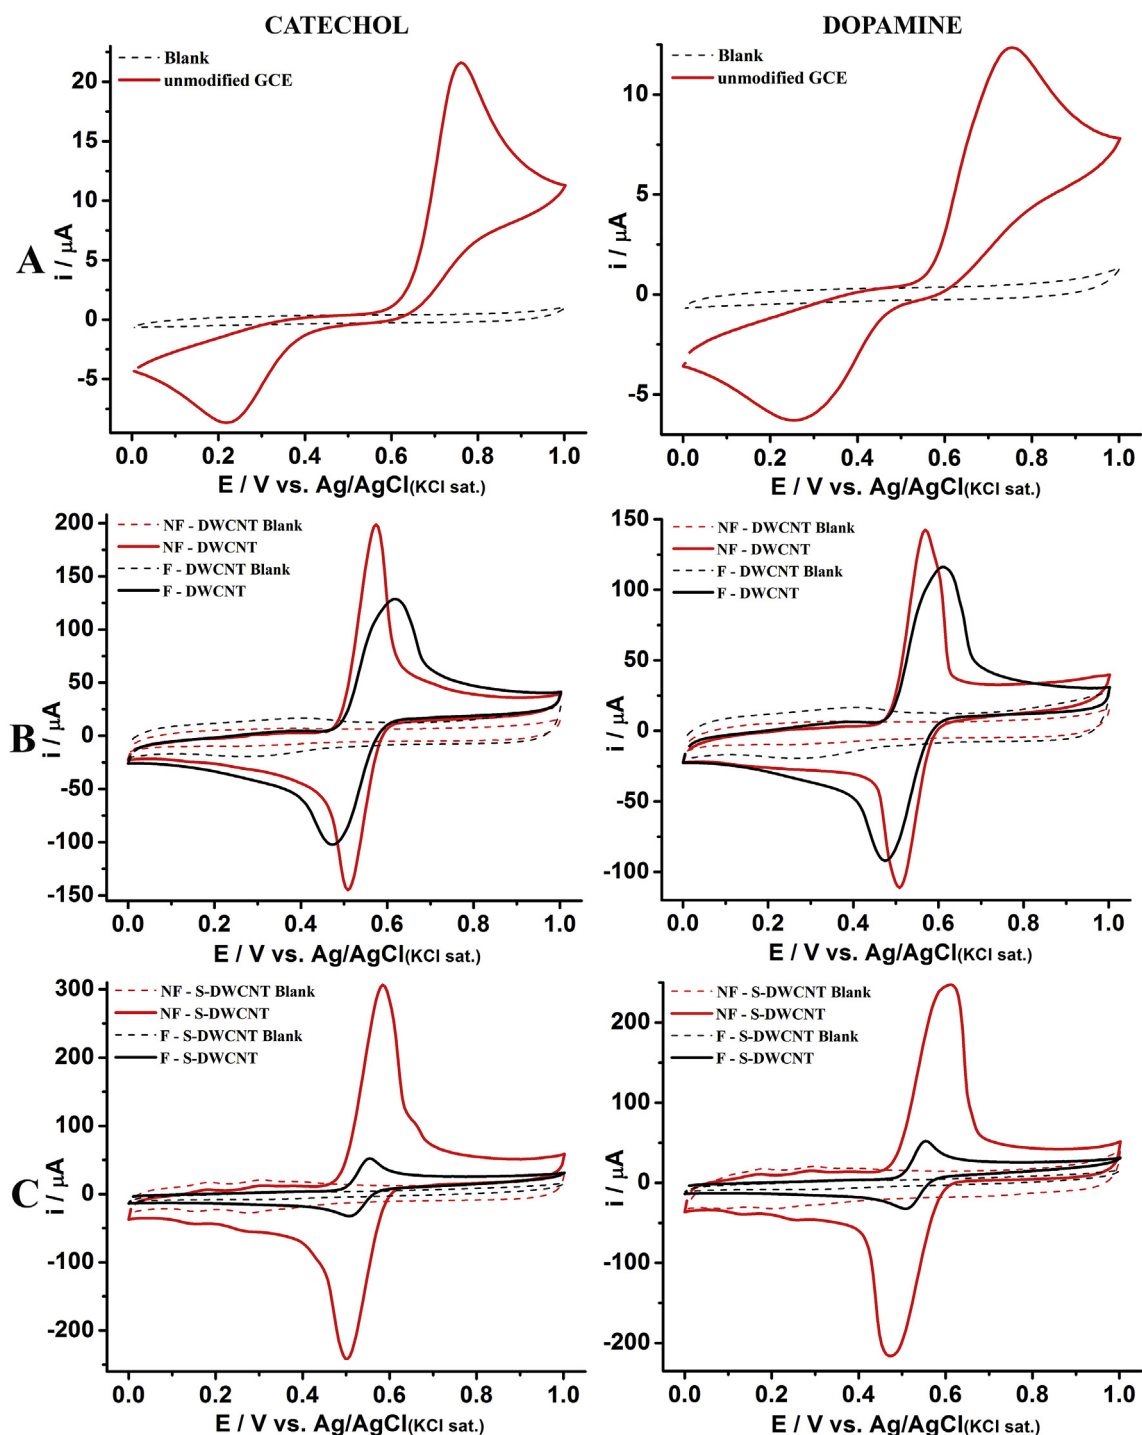 CATECHOL
Blank
unmodified GCE
20
15
10
5
0
-5
i / μA
0.0 0.2 0.4 0.6 0.8 1.0
E / V vs. Ag/AgCl(KCl sat.)
DOPAMINE
Blank
unmodified GCE
10
5
0
-5
i / μA
0.0 0.2 0.4 0.6 0.8 1.0
E / V vs. Ag/AgCl(KCl sat.)
A
NF - DWCNT Blank
NF - DWCNT
F - DWCNT Blank
F - DWCNT
200
150
100
50
0
-50
-100
-150
i / μA
0.0 0.2 0.4 0.6 0.8 1.0
E / V vs. Ag/AgCl(KCl sat.)
NF - DWCNT Blank
NF - DWCNT
F - DWCNT Blank
F - DWCNT
150
100
50
0
-50
-100
i / μA
0.0 0.2 0.4 0.6 0.8 1.0
E / V vs. Ag/AgCl(KCl sat.)
B
NF - S-DWCNT Blank
NF - S-DWCNT
F - S-DWCNT Blank
F - S-DWCNT
300
200
100
0
-100
-200
i / μA
0.0 0.2 0.4 0.6 0.8 1.0
E / V vs. Ag/AgCl(KCl sat.)
NF - S-DWCNT Blank
NF - S-DWCNT
F - S-DWCNT Blank
F - S-DWCNT
200
100
0
-100
-200
i / μA
0.0 0.2 0.4 0.6 0.8 1.0
E / V vs. Ag/AgCl(KCl sat.)
C